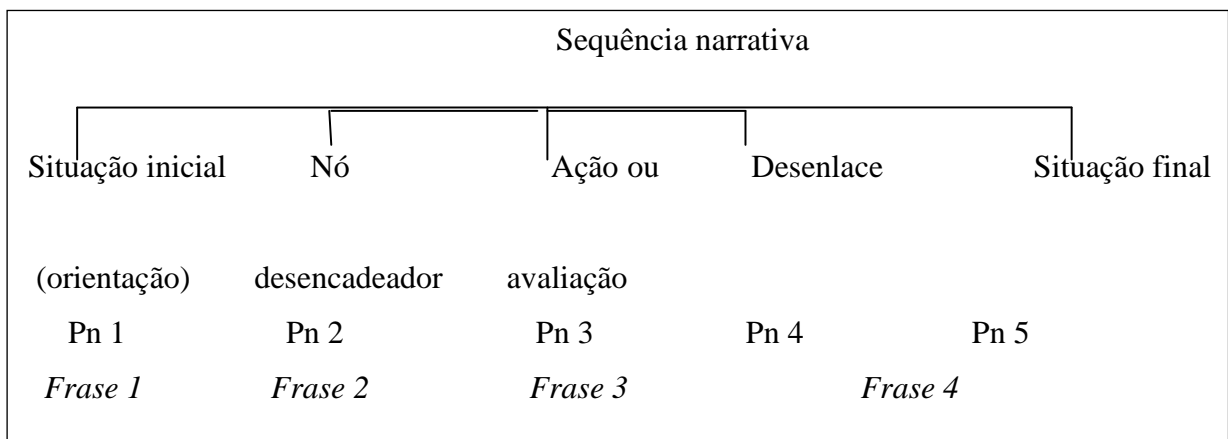 Sequência narrativa
Situação inicial Nó Ação ou Desenlace Situação final
(orientação) desencadeador avaliação
Pn 1 Pn 2 Pn 3 Pn 4 Pn 5
Frase 1 Frase 2 Frase 3 Frase 4